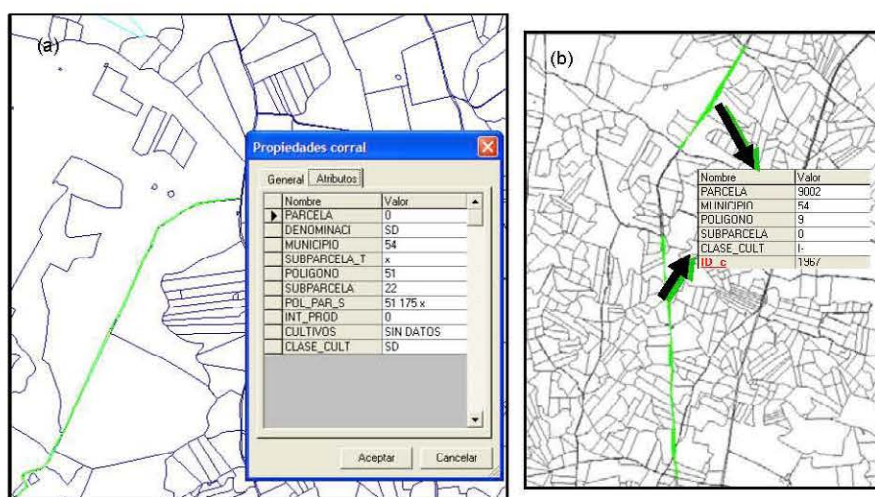 (a)
Propiedades corral
General Atributos
Nombre Valor
PARCELA 0
DENOMINACI SD
MUNICIPIO 54
SUBPARCELA_T x
POLIGONO 51
SUBPARCELA 22
POL_PAR_S 51 175 x
INT_PROD 0
CULTIVOS SIN DATOS
CLASE_CULT SD
Aceptar Cancelar
(b)
Nombre Valor
PARCELA 9002
MUNICIPIO 54
POLIGONO 9
SUBPARCELA 0
CLASE_CULT I-
ID_c 1967